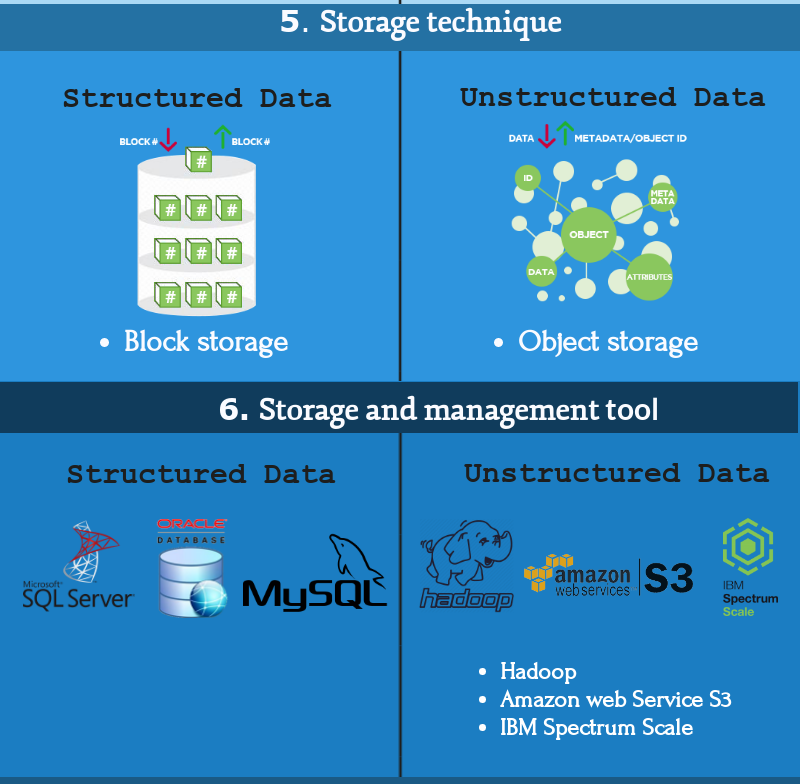 5. Storage technique
Structured Data
BLOCK# BLOCK#
#
# # #
# # #
# # #
• Block storage
Unstructured Data
DATA METADATA/OBJECT ID
ID
META
DATA
OBJECT
DATA
ATTRIBUTES
• Object storage
6. Storage and management tool
Structured Data
Microsoft®
SQL Server®
ORACLE
DATABASE
MySQL
Unstructured Data
hadoop
amazon
webservices
S3
IBM
Spectrum
Scale
• Hadoop
• Amazon web Service S3
• IBM Spectrum Scale